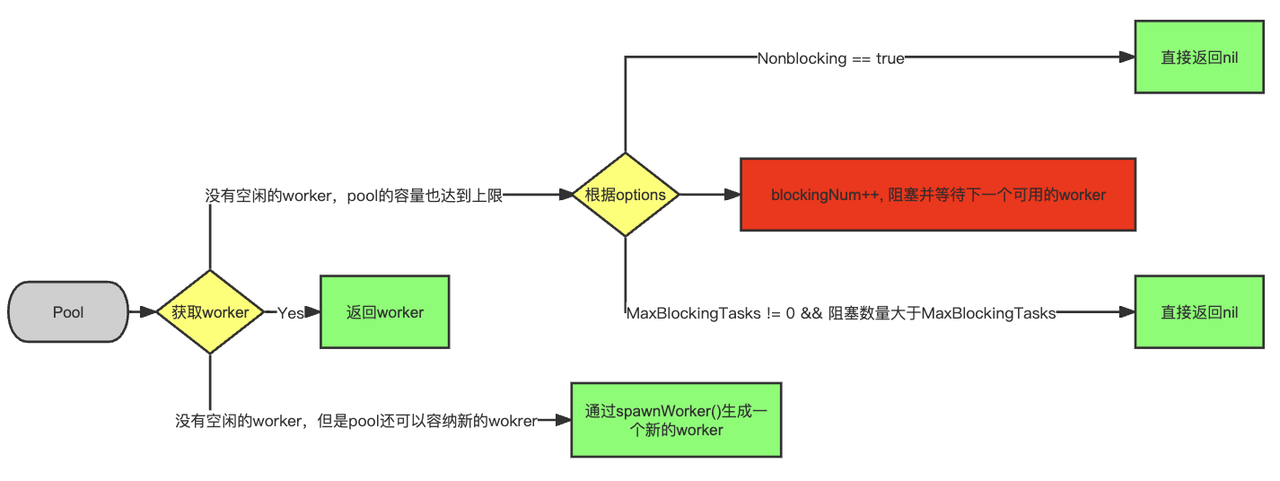 Nonblocking == true
直接返回nil
没有空闲的worker，pool的容量也达到上限
根据options
blockingNum++, 阻塞并等待下一个可用的worker
Pool
获取worker
Yes
返回worker
MaxBlockingTasks != 0 && 阻塞数量大于MaxBlockingTasks
直接返回nil
没有空闲的worker，但是pool还可以容纳新的wokrer
通过spawnWorker()生成一
个新的worker